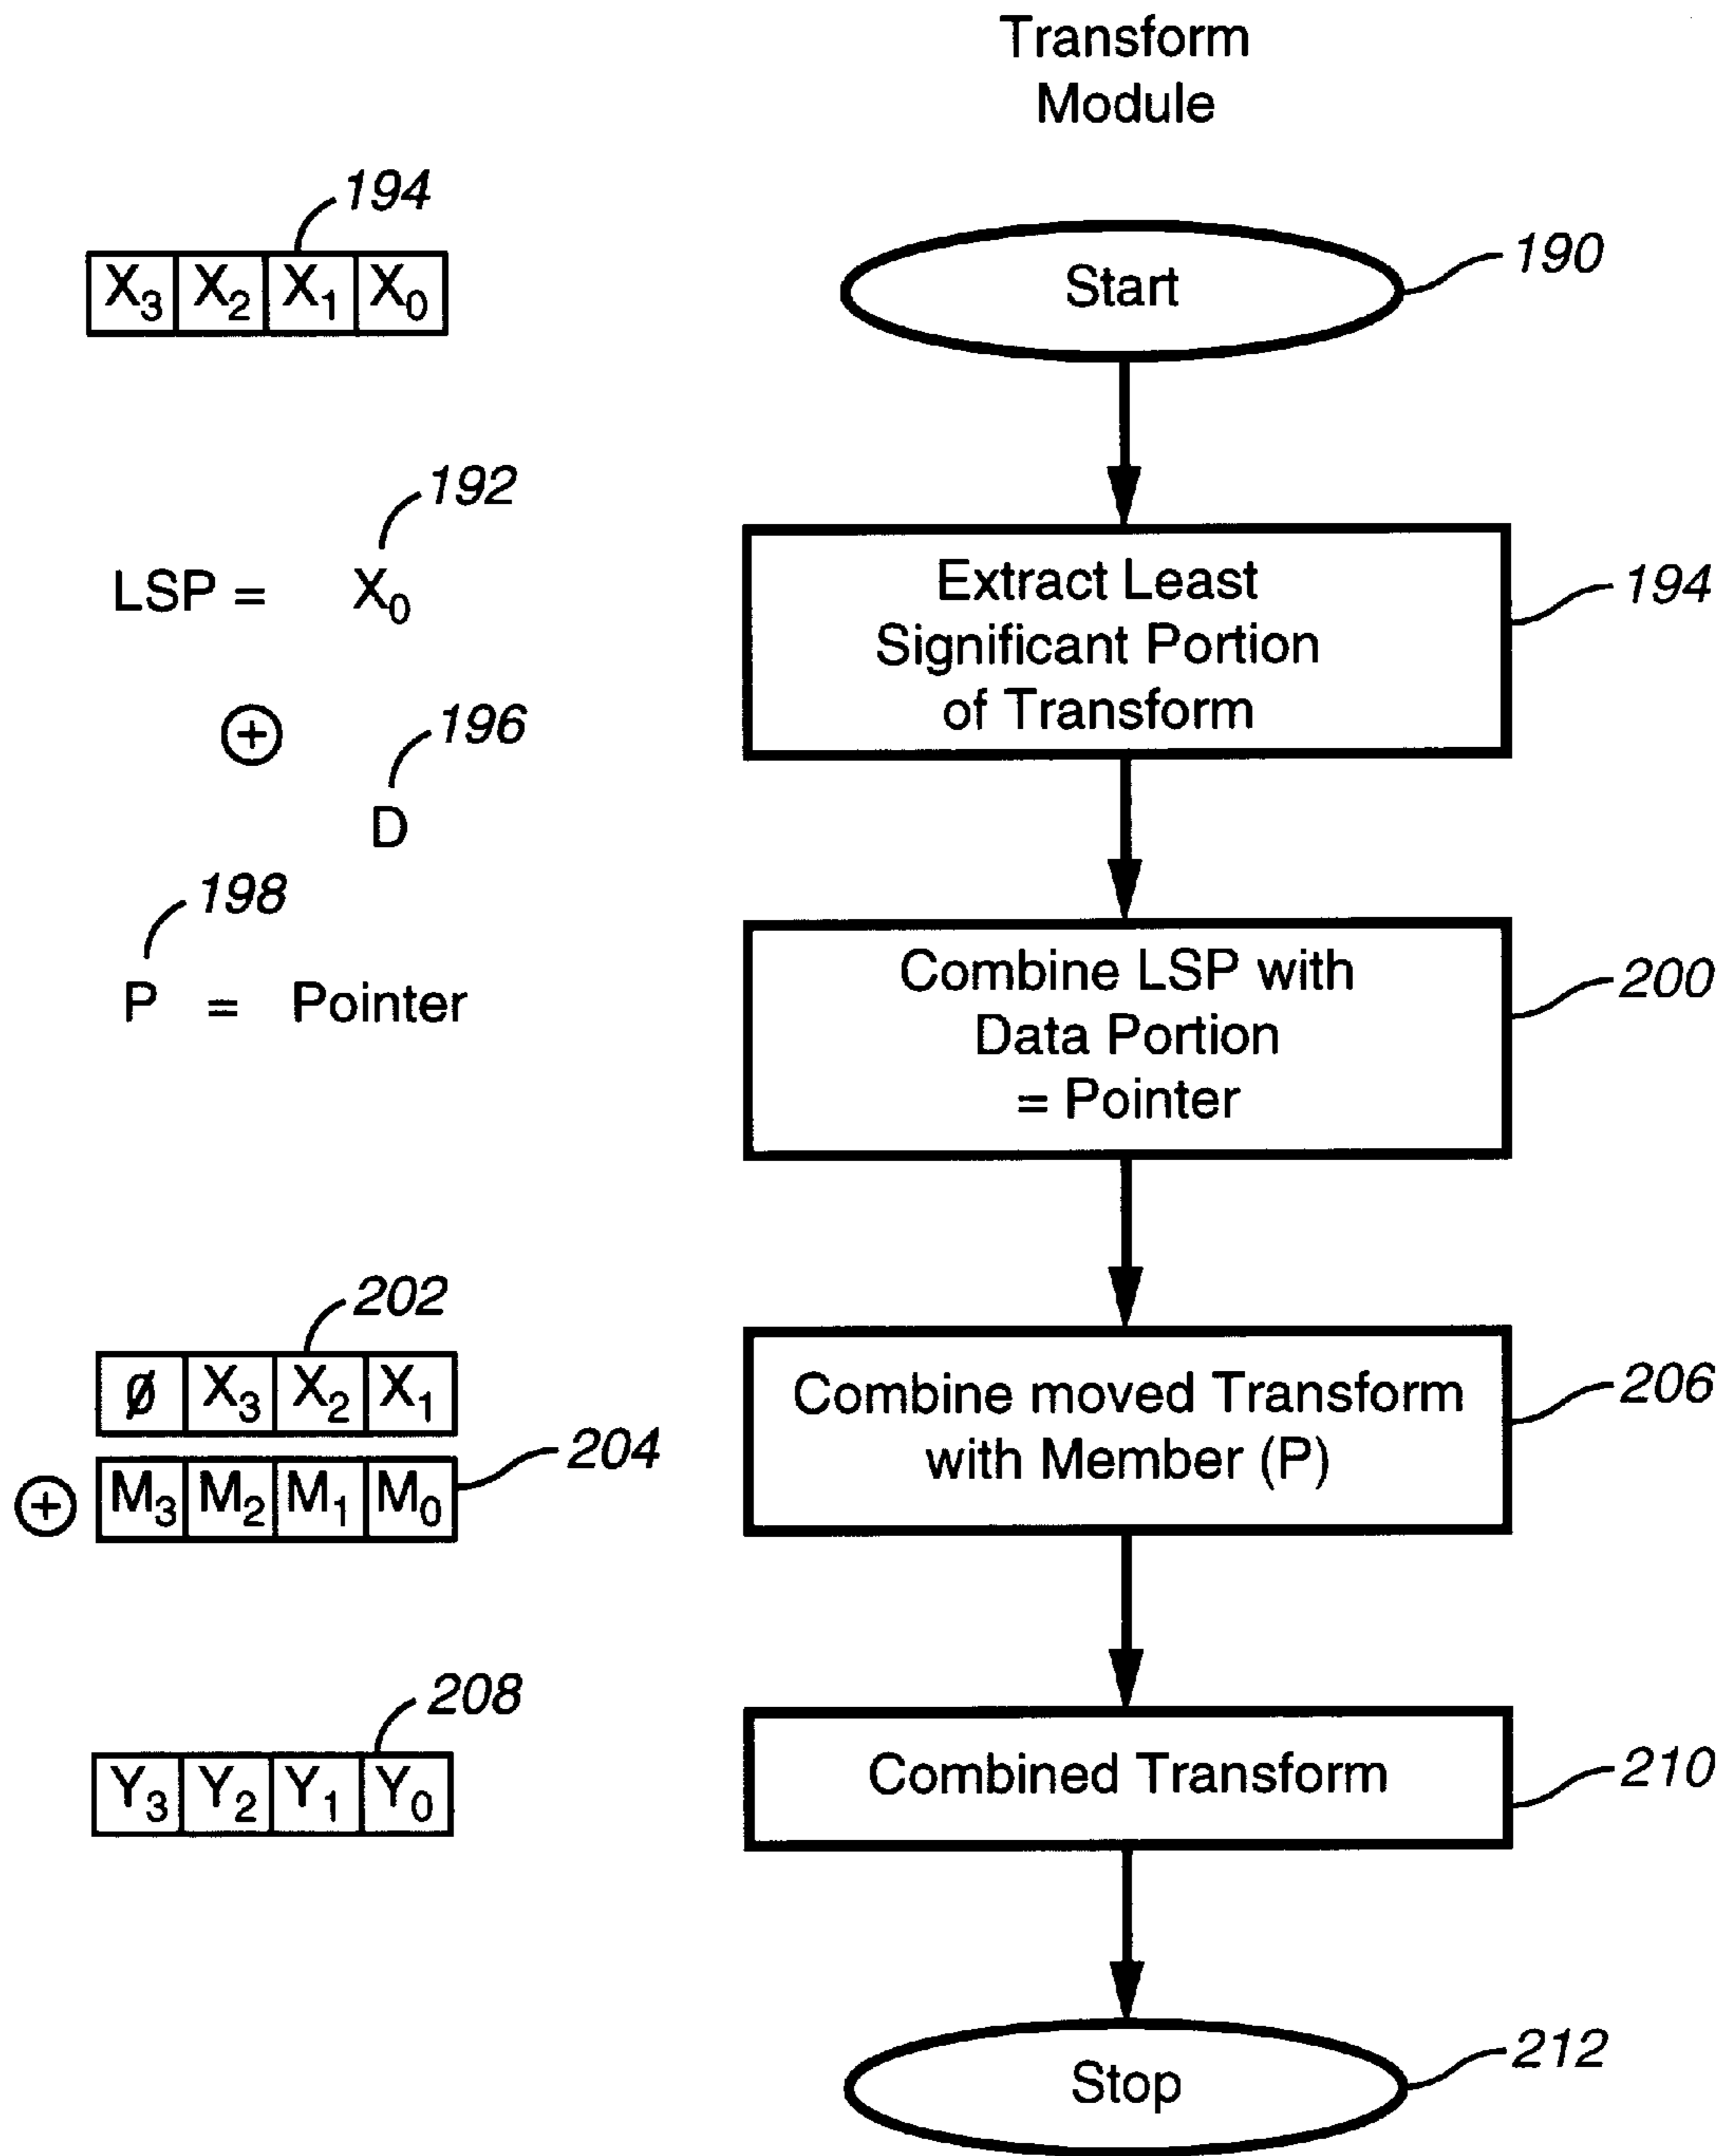 Transform
Module
194
X₃ X₂ X₁ X₀
Start
190
192
LSP = X₀
Extract Least
Significant Portion
of Transform
194
⊕
196
D
198
P = Pointer
Combine LSP with
Data Portion
= Pointer
200
202
Ø X₃ X₂ X₁
204
⊕ M₃ M₂ M₁ M₀
Combine moved Transform
with Member (P)
206
208
Y₃ Y₂ Y₁ Y₀
Combined Transform
210
Stop
212